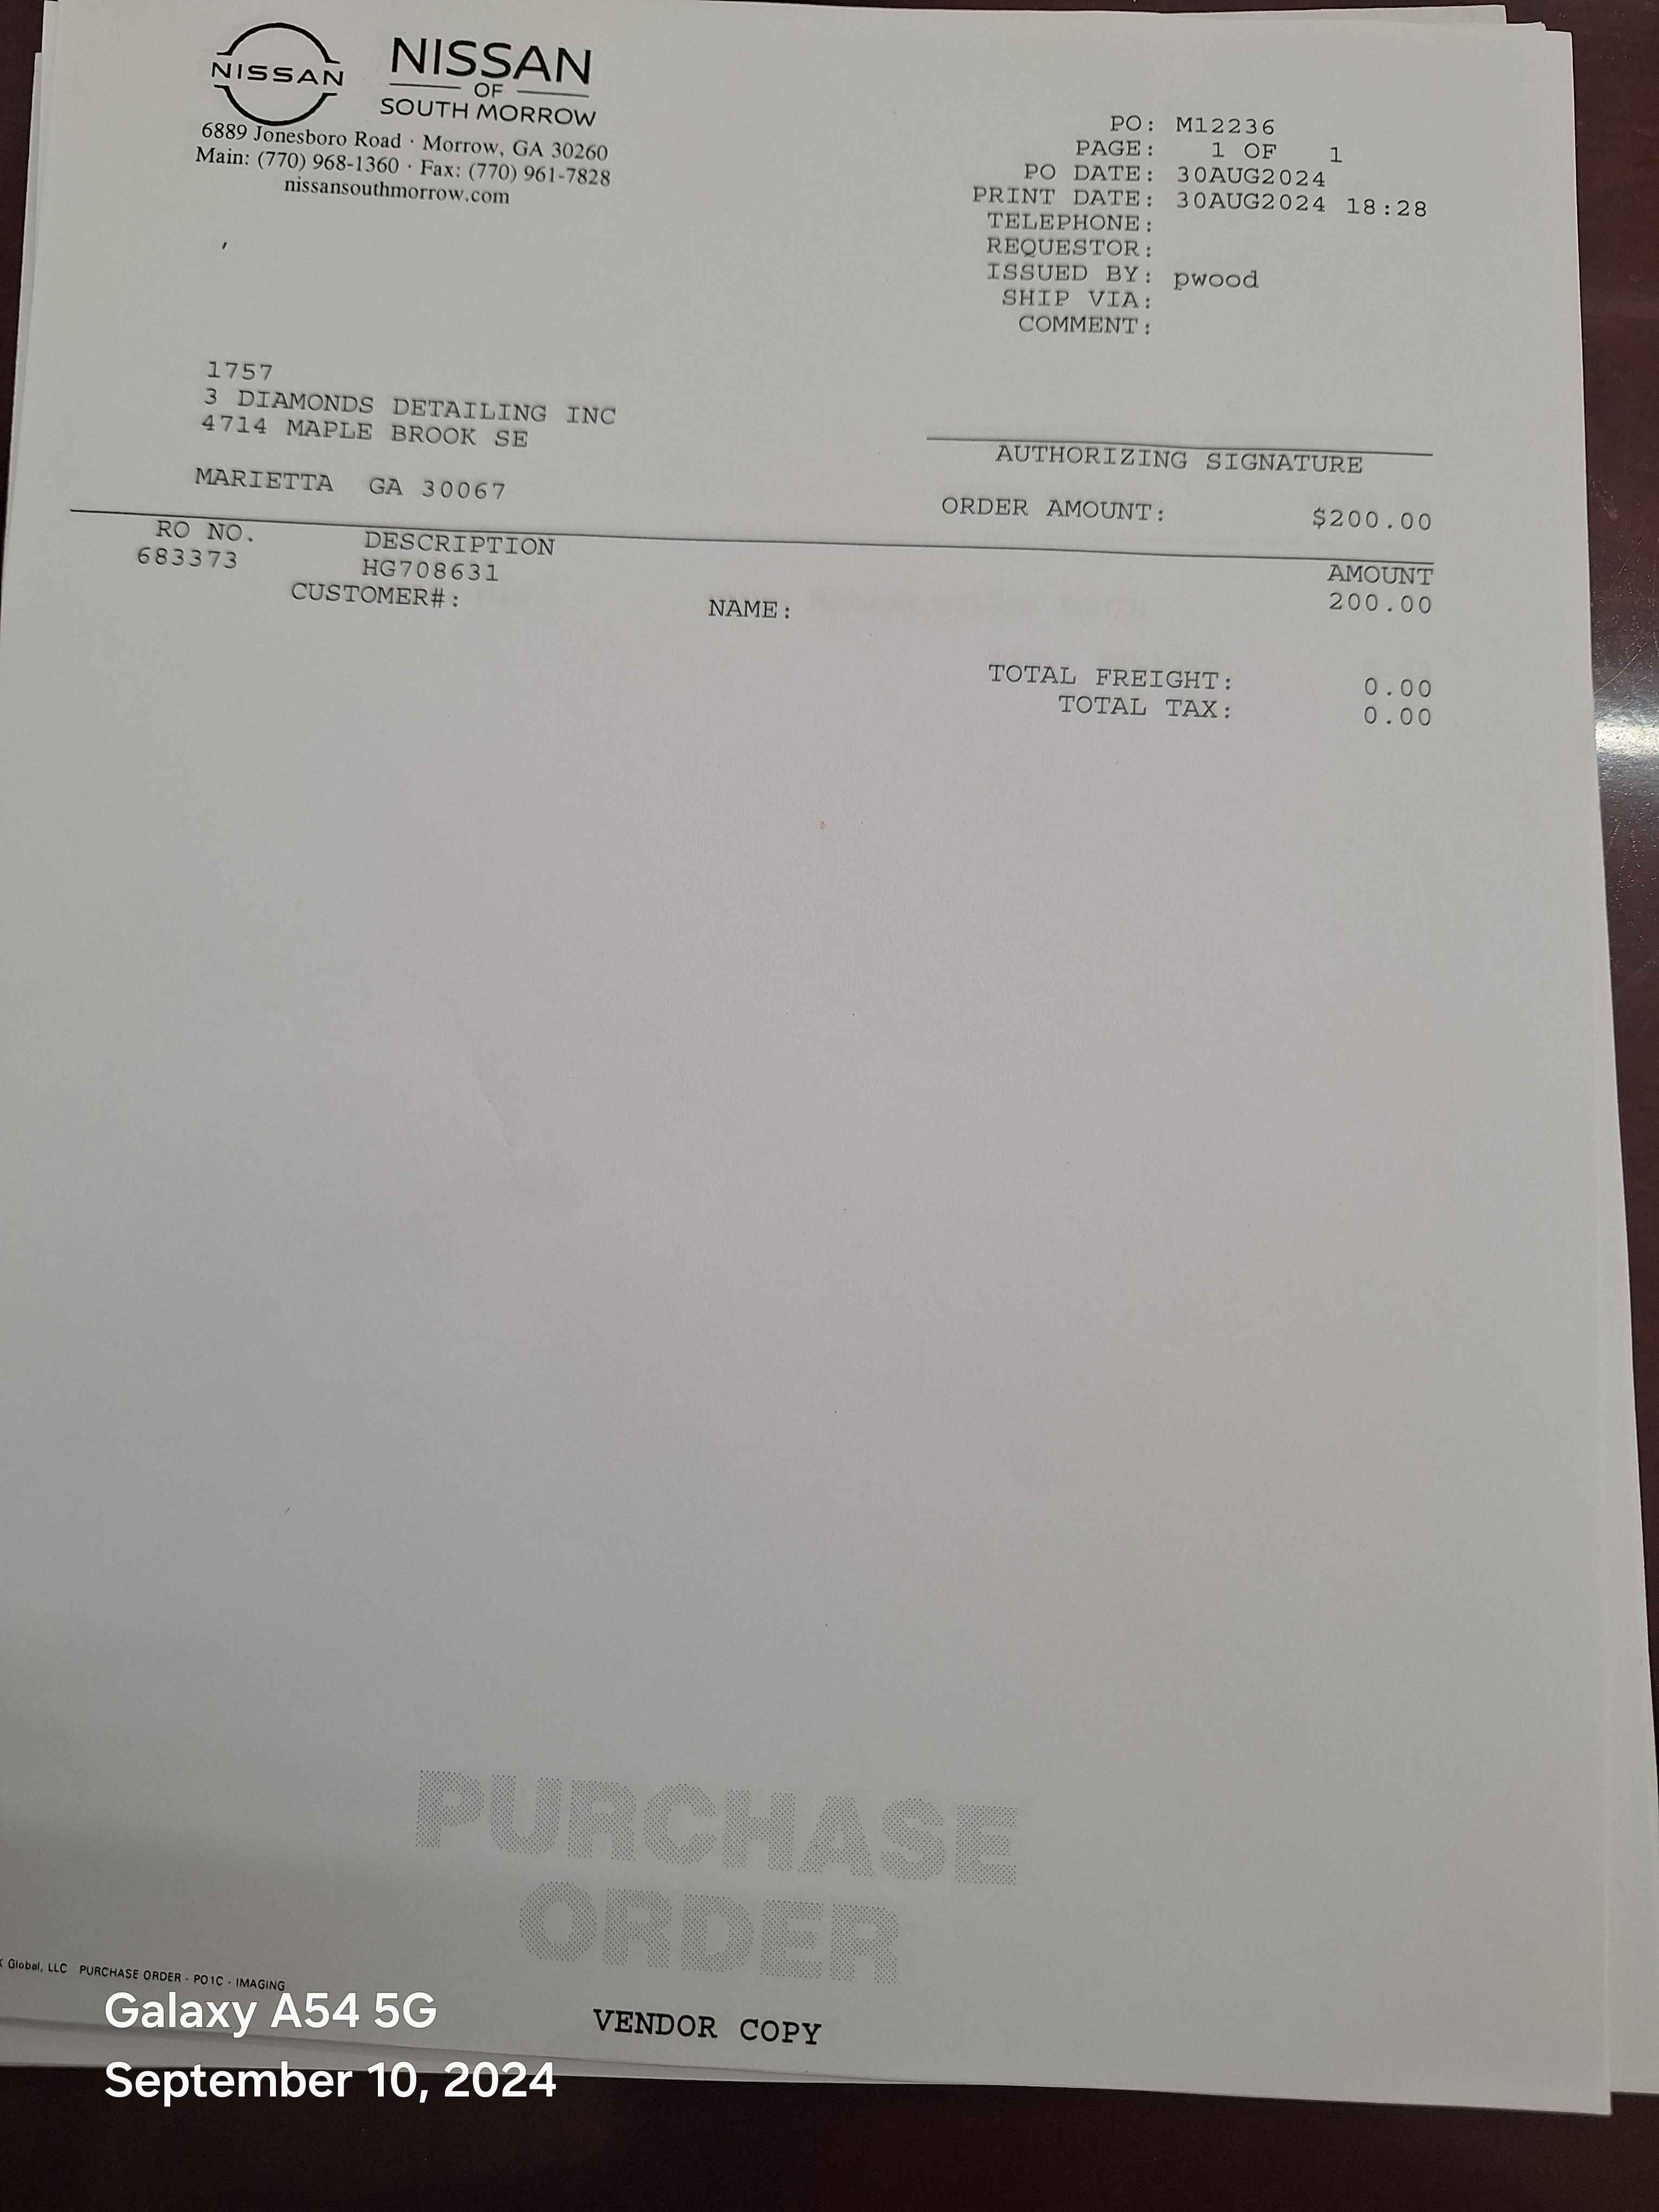 NISSAN
NISSAN
OF
SOUTH MORROW
6889 Jonesboro Road · Morrow, GA 30260
Main: (770) 968-1360 · Fax: (770) 961-7828
nissansouthmorrow.com
PO: M12236
PAGE: 1 OF 1
PO DATE: 30AUG2024
PRINT DATE: 30AUG2024 18:28
TELEPHONE:
REQUESTOR:
ISSUED BY: pwood
SHIP VIA:
COMMENT:
1757
3 DIAMONDS DETAILING INC
4714 MAPLE BROOK SE
MARIETTA GA 30067
AUTHORIZING SIGNATURE
ORDER AMOUNT: $200.00
RO NO. DESCRIPTION AMOUNT
683373 HG708631 200.00
CUSTOMER#: NAME:
TOTAL FREIGHT: 0.00
TOTAL TAX: 0.00
PURCHASE
ORDER
Global, LLC PURCHASE ORDER - PO1C - IMAGING
VENDOR COPY
Galaxy A54 5G
September 10, 2024